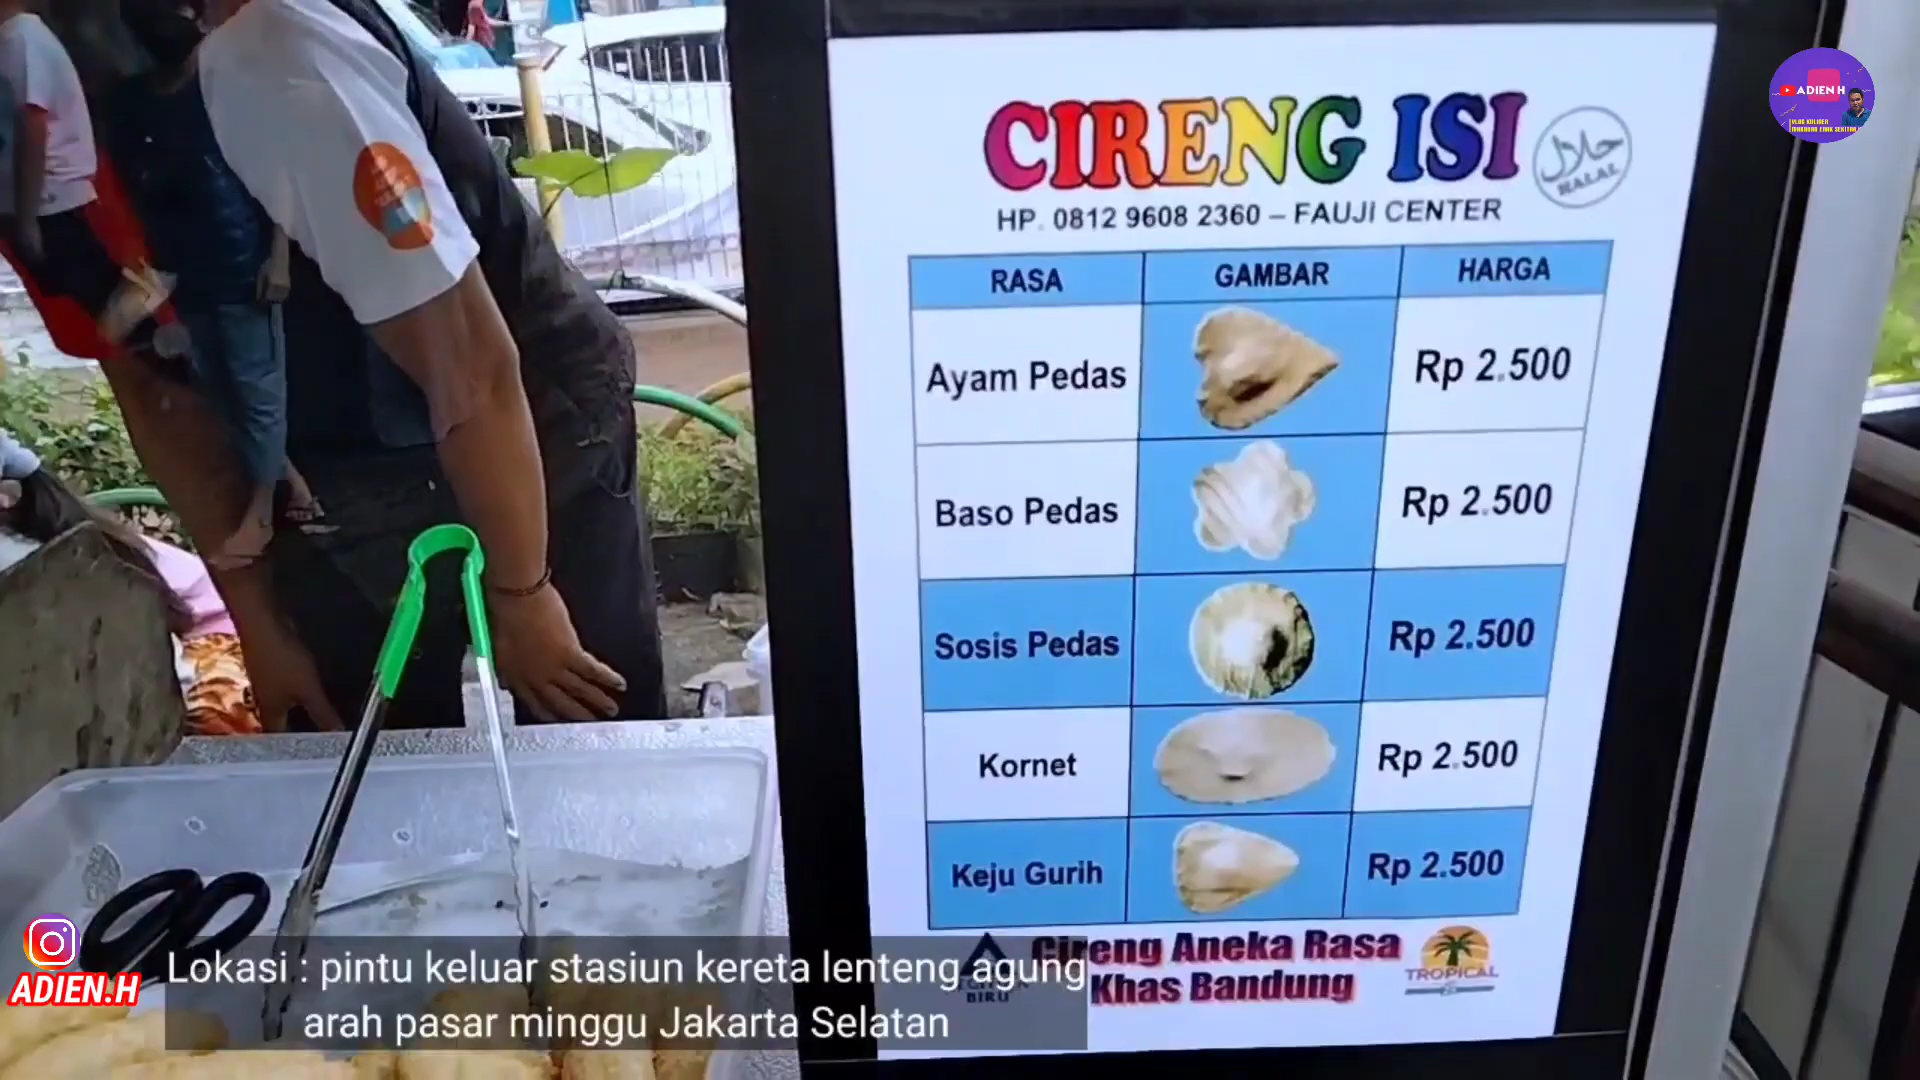 CIRENG ISI
حلال
HALAL
HP. 0812 9608 2360 – FAUJI CENTER
RASA GAMBAR HARGA
Ayam Pedas Rp 2.500
Baso Pedas Rp 2.500
Sosis Pedas Rp 2.500
Kornet Rp 2.500
Keju Gurih Rp 2.500
Cireng Aneka Rasa
Khas Bandung
BIRU
TROPICAL
Lokasi : pintu keluar stasiun kereta lenteng agung
arah pasar minggu Jakarta Selatan
ADIEN.H
ADIEN H
VLOG KULINER